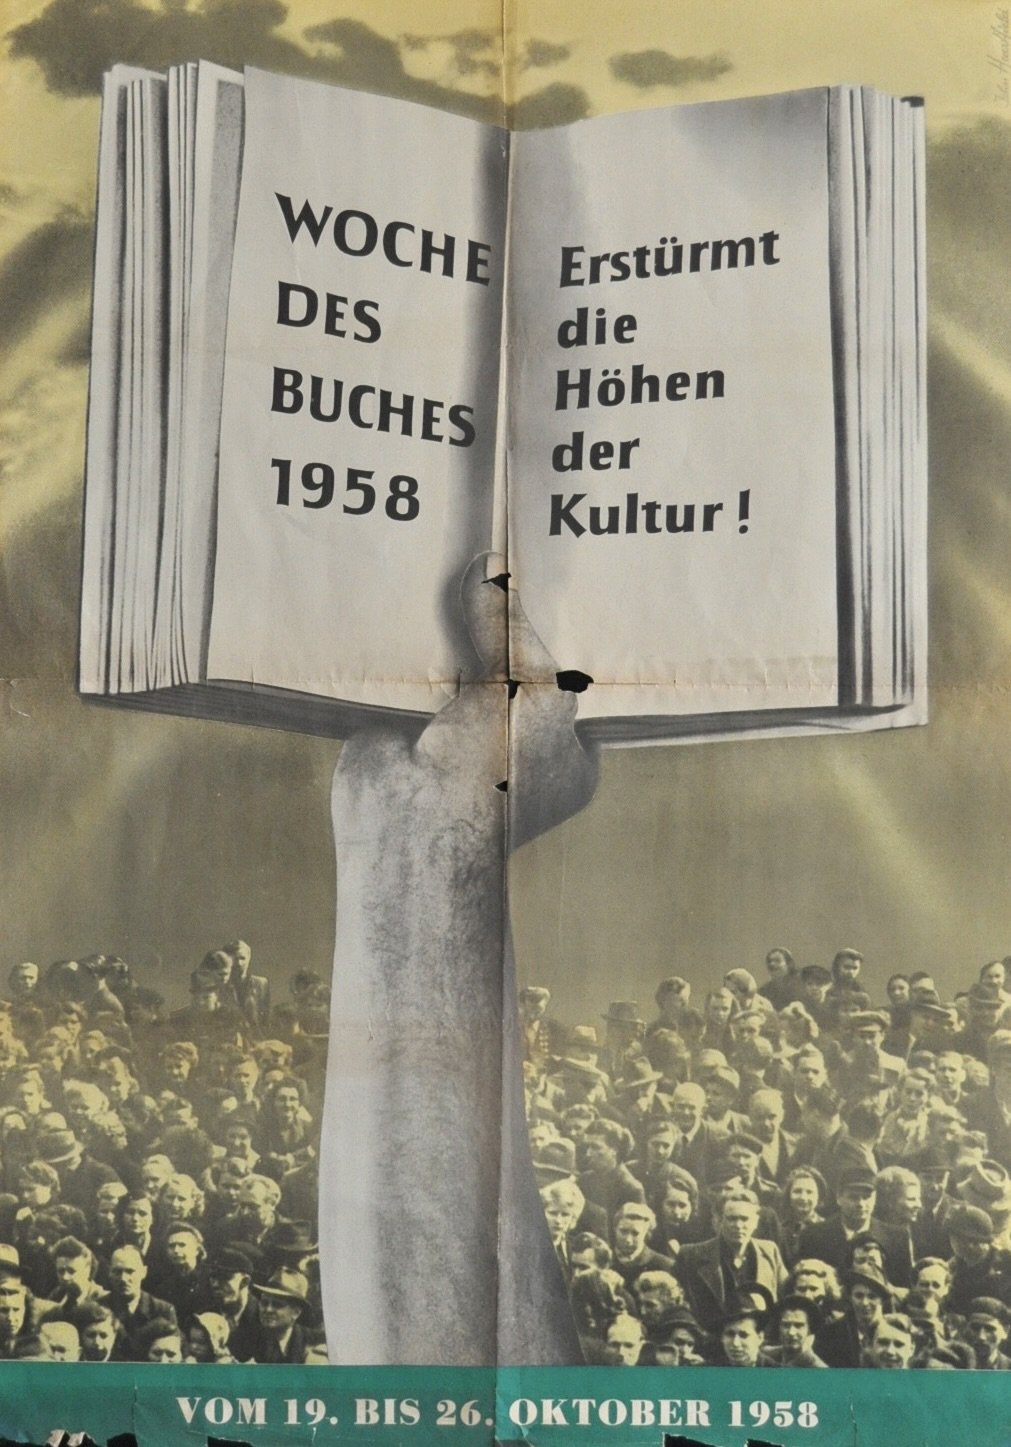 WOCHE
DES
BUCHES
1958
Erstürmt
die
Höhen
der
Kultur!
VOM 19. BIS 26. OKTOBER 1958